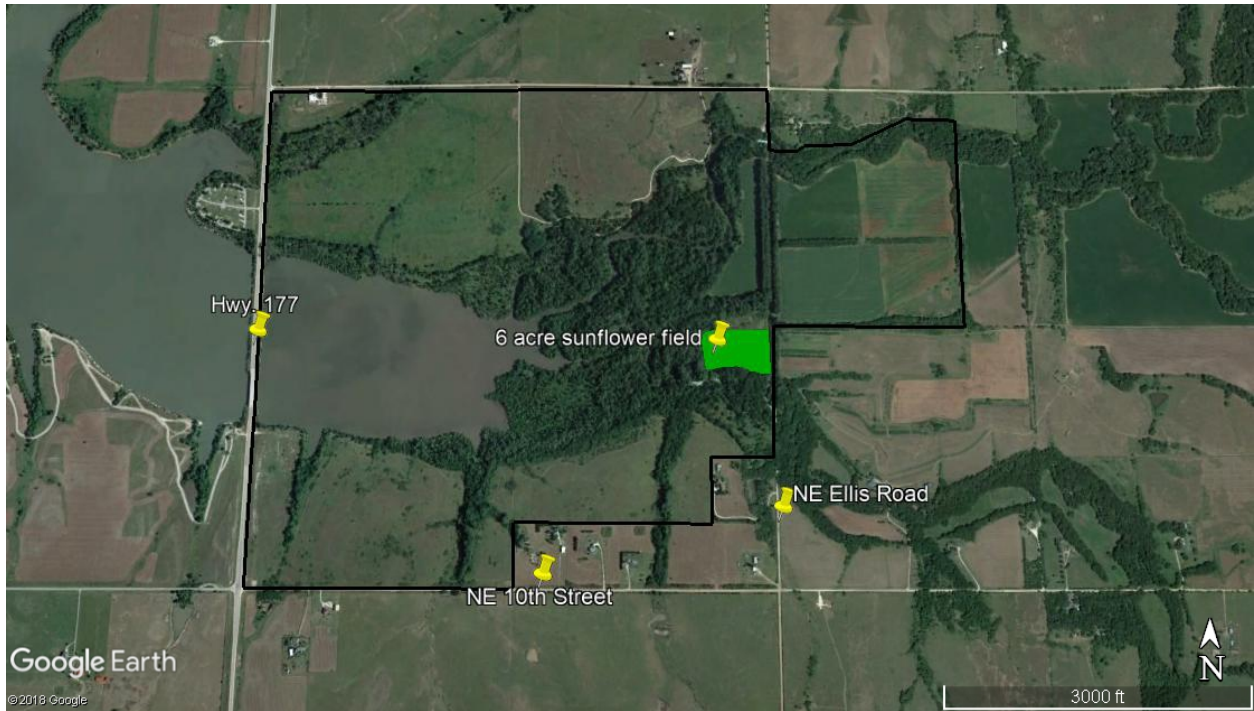 Hwy. 177
6 acre sunflower field
NE Ellis Road
NE 10th Street
Google Earth
©2018 Google
N
3000 ft